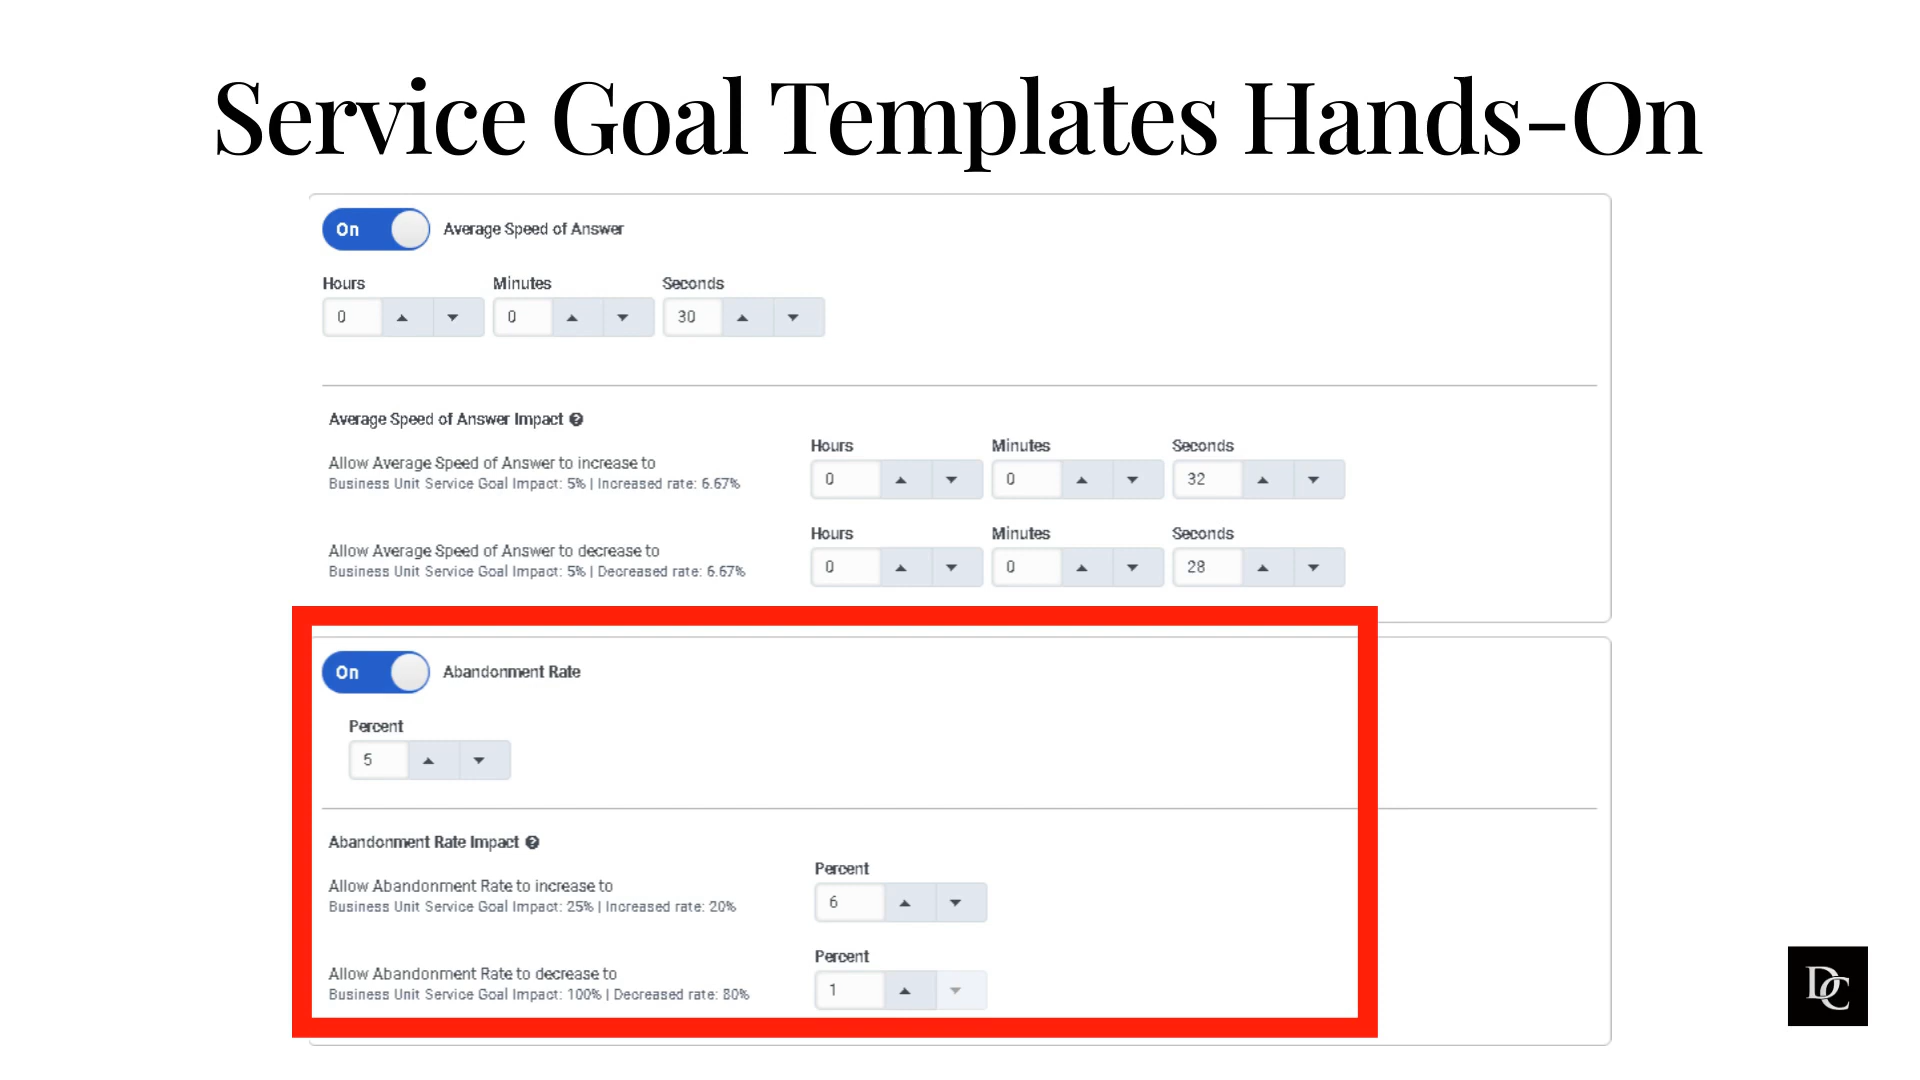 Service Goal Templates Hands-On
On Average Speed of Answer
Hours Minutes Seconds
0 0 30
Average Speed of Answer Impact ?
Hours Minutes Seconds
Allow Average Speed of Answer to increase to
Business Unit Service Goal Impact: 5% | Increased rate: 6.67%
0 0 32
Hours Minutes Seconds
Allow Average Speed of Answer to decrease to
Business Unit Service Goal Impact: 5% | Decreased rate: 6.67%
0 0 28
On Abandonment Rate
Percent
5
Abandonment Rate Impact ?
Percent
Allow Abandonment Rate to increase to
Business Unit Service Goal Impact: 25% | Increased rate: 20%
6
Percent
Allow Abandonment Rate to decrease to
Business Unit Service Goal Impact: 100% | Decreased rate: 80%
1
DC